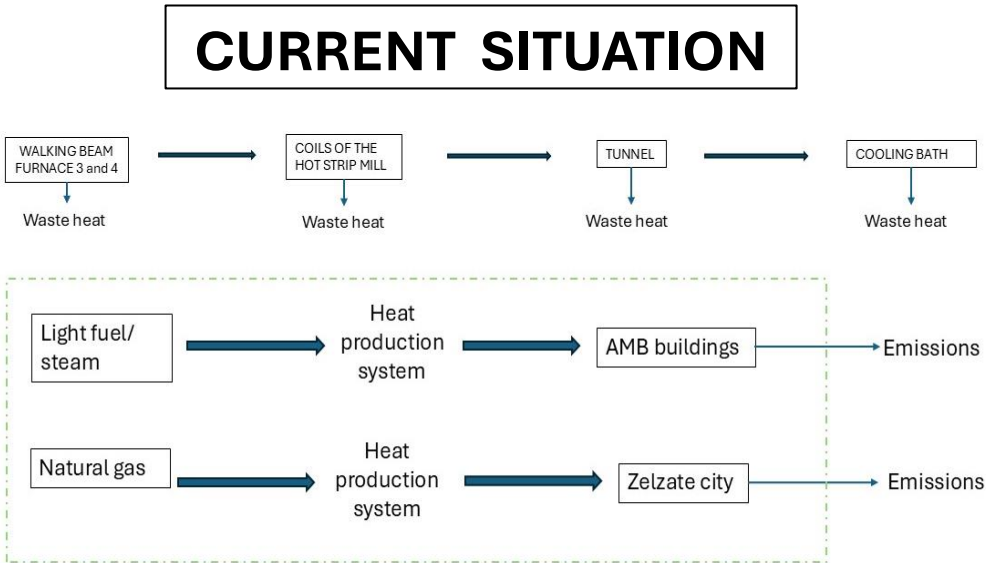 CURRENT SITUATION
WALKING BEAM
FURNACE 3 and 4
COILS OF THE
HOT STRIP MILL
TUNNEL
COOLING BATH
Waste heat
Waste heat
Waste heat
Waste heat
Light fuel/
steam
Heat
production
system
AMB buildings
Emissions
Natural gas
Heat
production
system
Zelzate city
Emissions